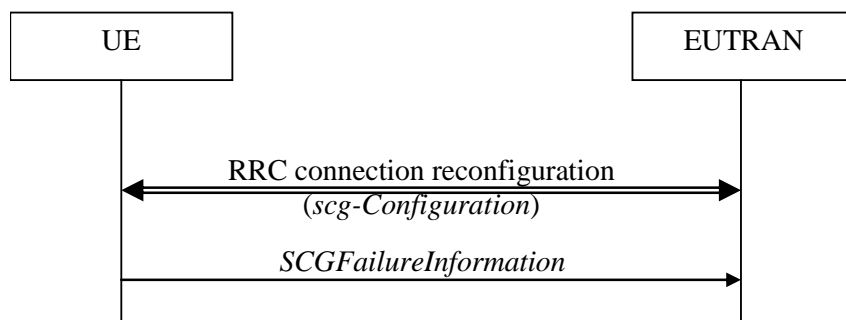 UE
EUTRAN
RRC connection reconfiguration
(scg-Configuration)
SCGFailureInformation